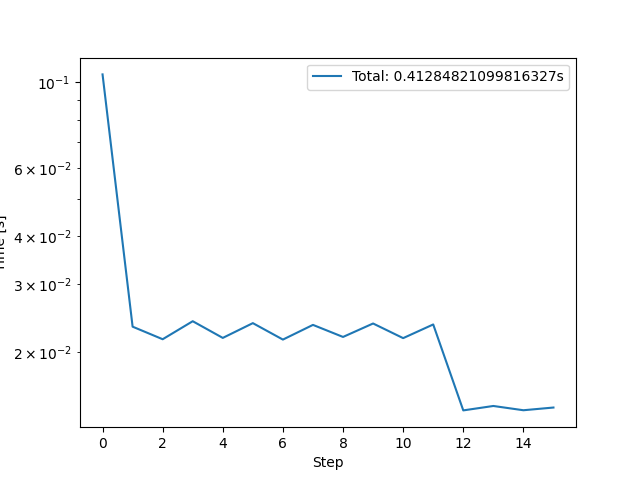 Total: 0.41284821099816327s
10⁻¹
6 × 10⁻²
4 × 10⁻²
3 × 10⁻²
2 × 10⁻²
0 2 4 6 8 10 12 14
Step